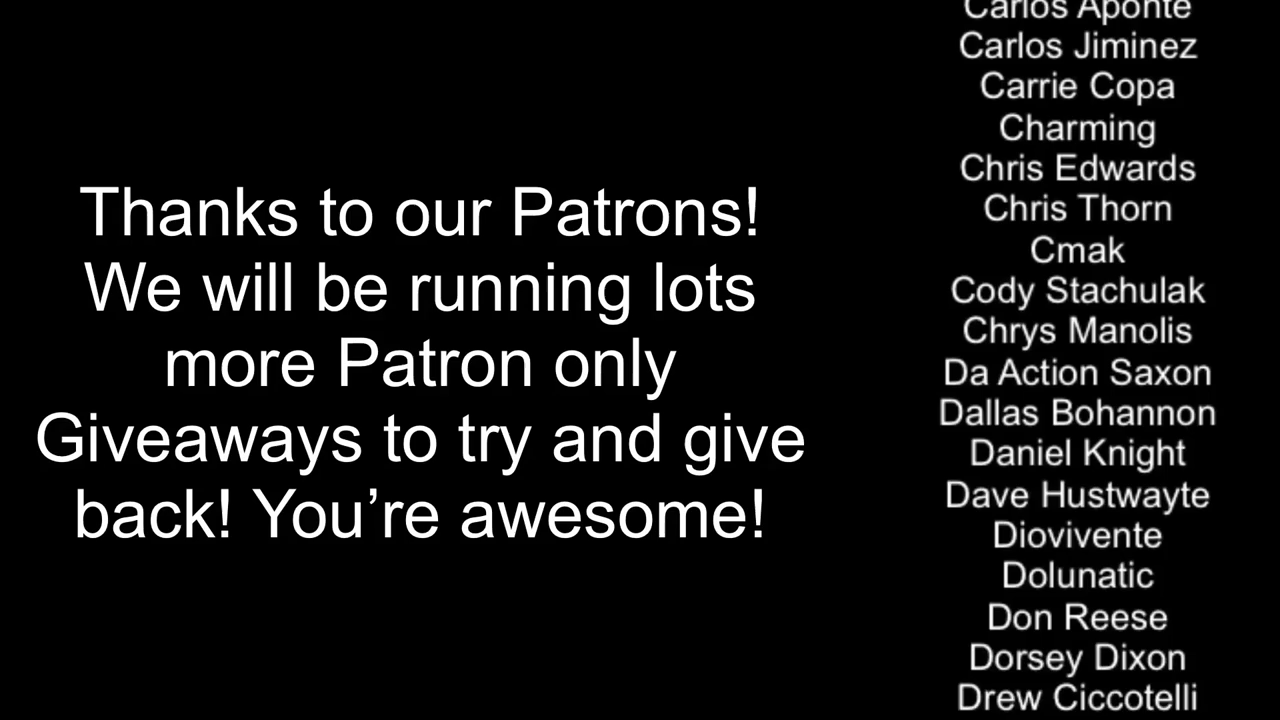 Thanks to our Patrons!
We will be running lots
more Patron only
Giveaways to try and give
back! You’re awesome!
Carlos Aponte
Carlos Jiminez
Carrie Copa
Charming
Chris Edwards
Chris Thorn
Cmak
Cody Stachulak
Chrys Manolis
Da Action Saxon
Dallas Bohannon
Daniel Knight
Dave Hustwayte
Diovivente
Dolunatic
Don Reese
Dorsey Dixon
Drew Ciccotelli